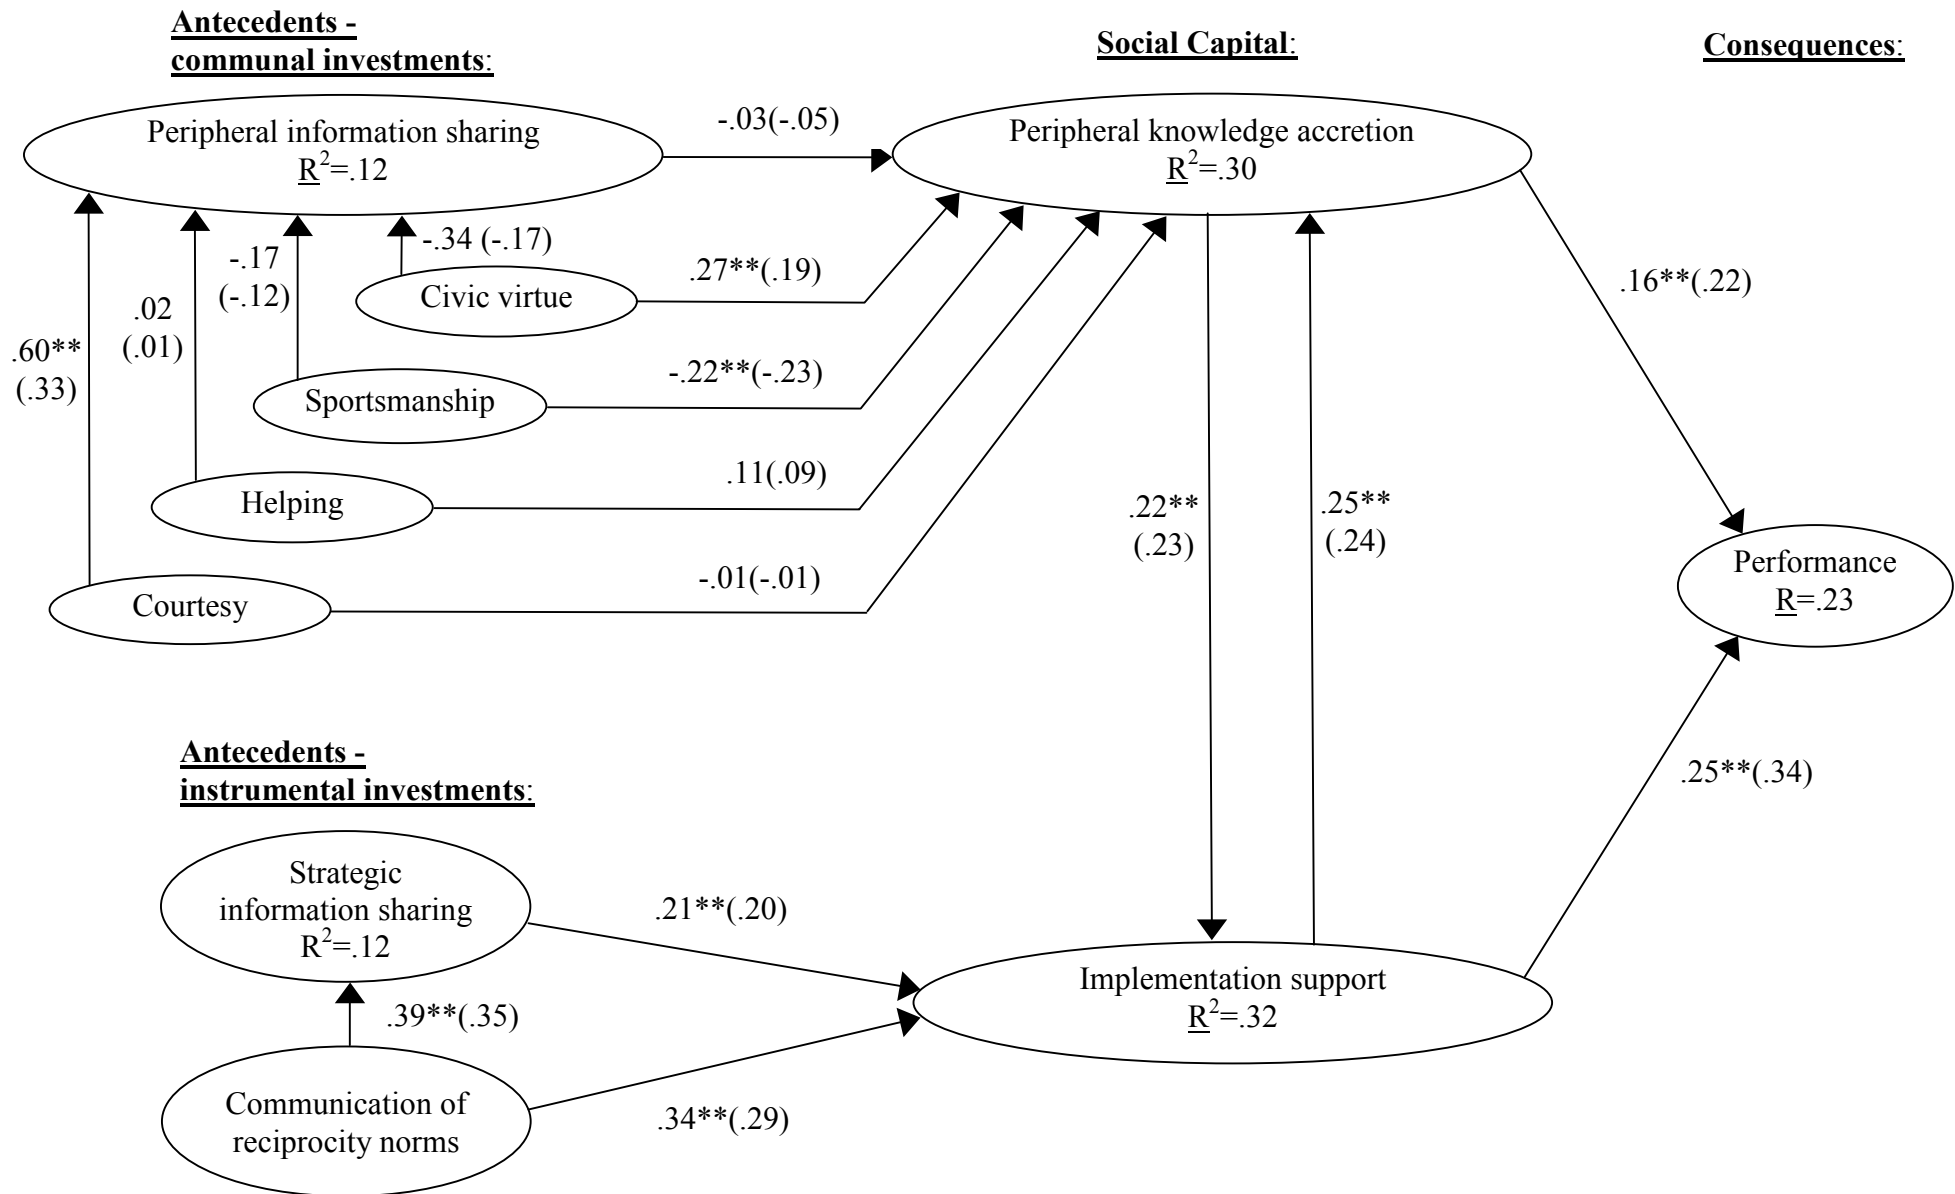 Antecedents -
communal investments:
Social Capital:
Consequences:
Peripheral information sharing
R²=.12
-.03(-.05)
Peripheral knowledge accretion
R²=.30
-.34 (-.17)
-.17
(-.12)
Civic virtue
.27**(.19)
.16**(.22)
.02
(.01)
.60**
(.33)
Sportsmanship
-.22**(-.23)
Helping
.11(.09)
.22**
(.23)
.25**
(.24)
Courtesy
-.01(-.01)
Performance
R=.23
Antecedents -
instrumental investments:
Strategic
information sharing
R²=.12
.21**(.20)
.25**(.34)
Implementation support
R²=.32
.39**(.35)
Communication of
reciprocity norms
.34**(.29)